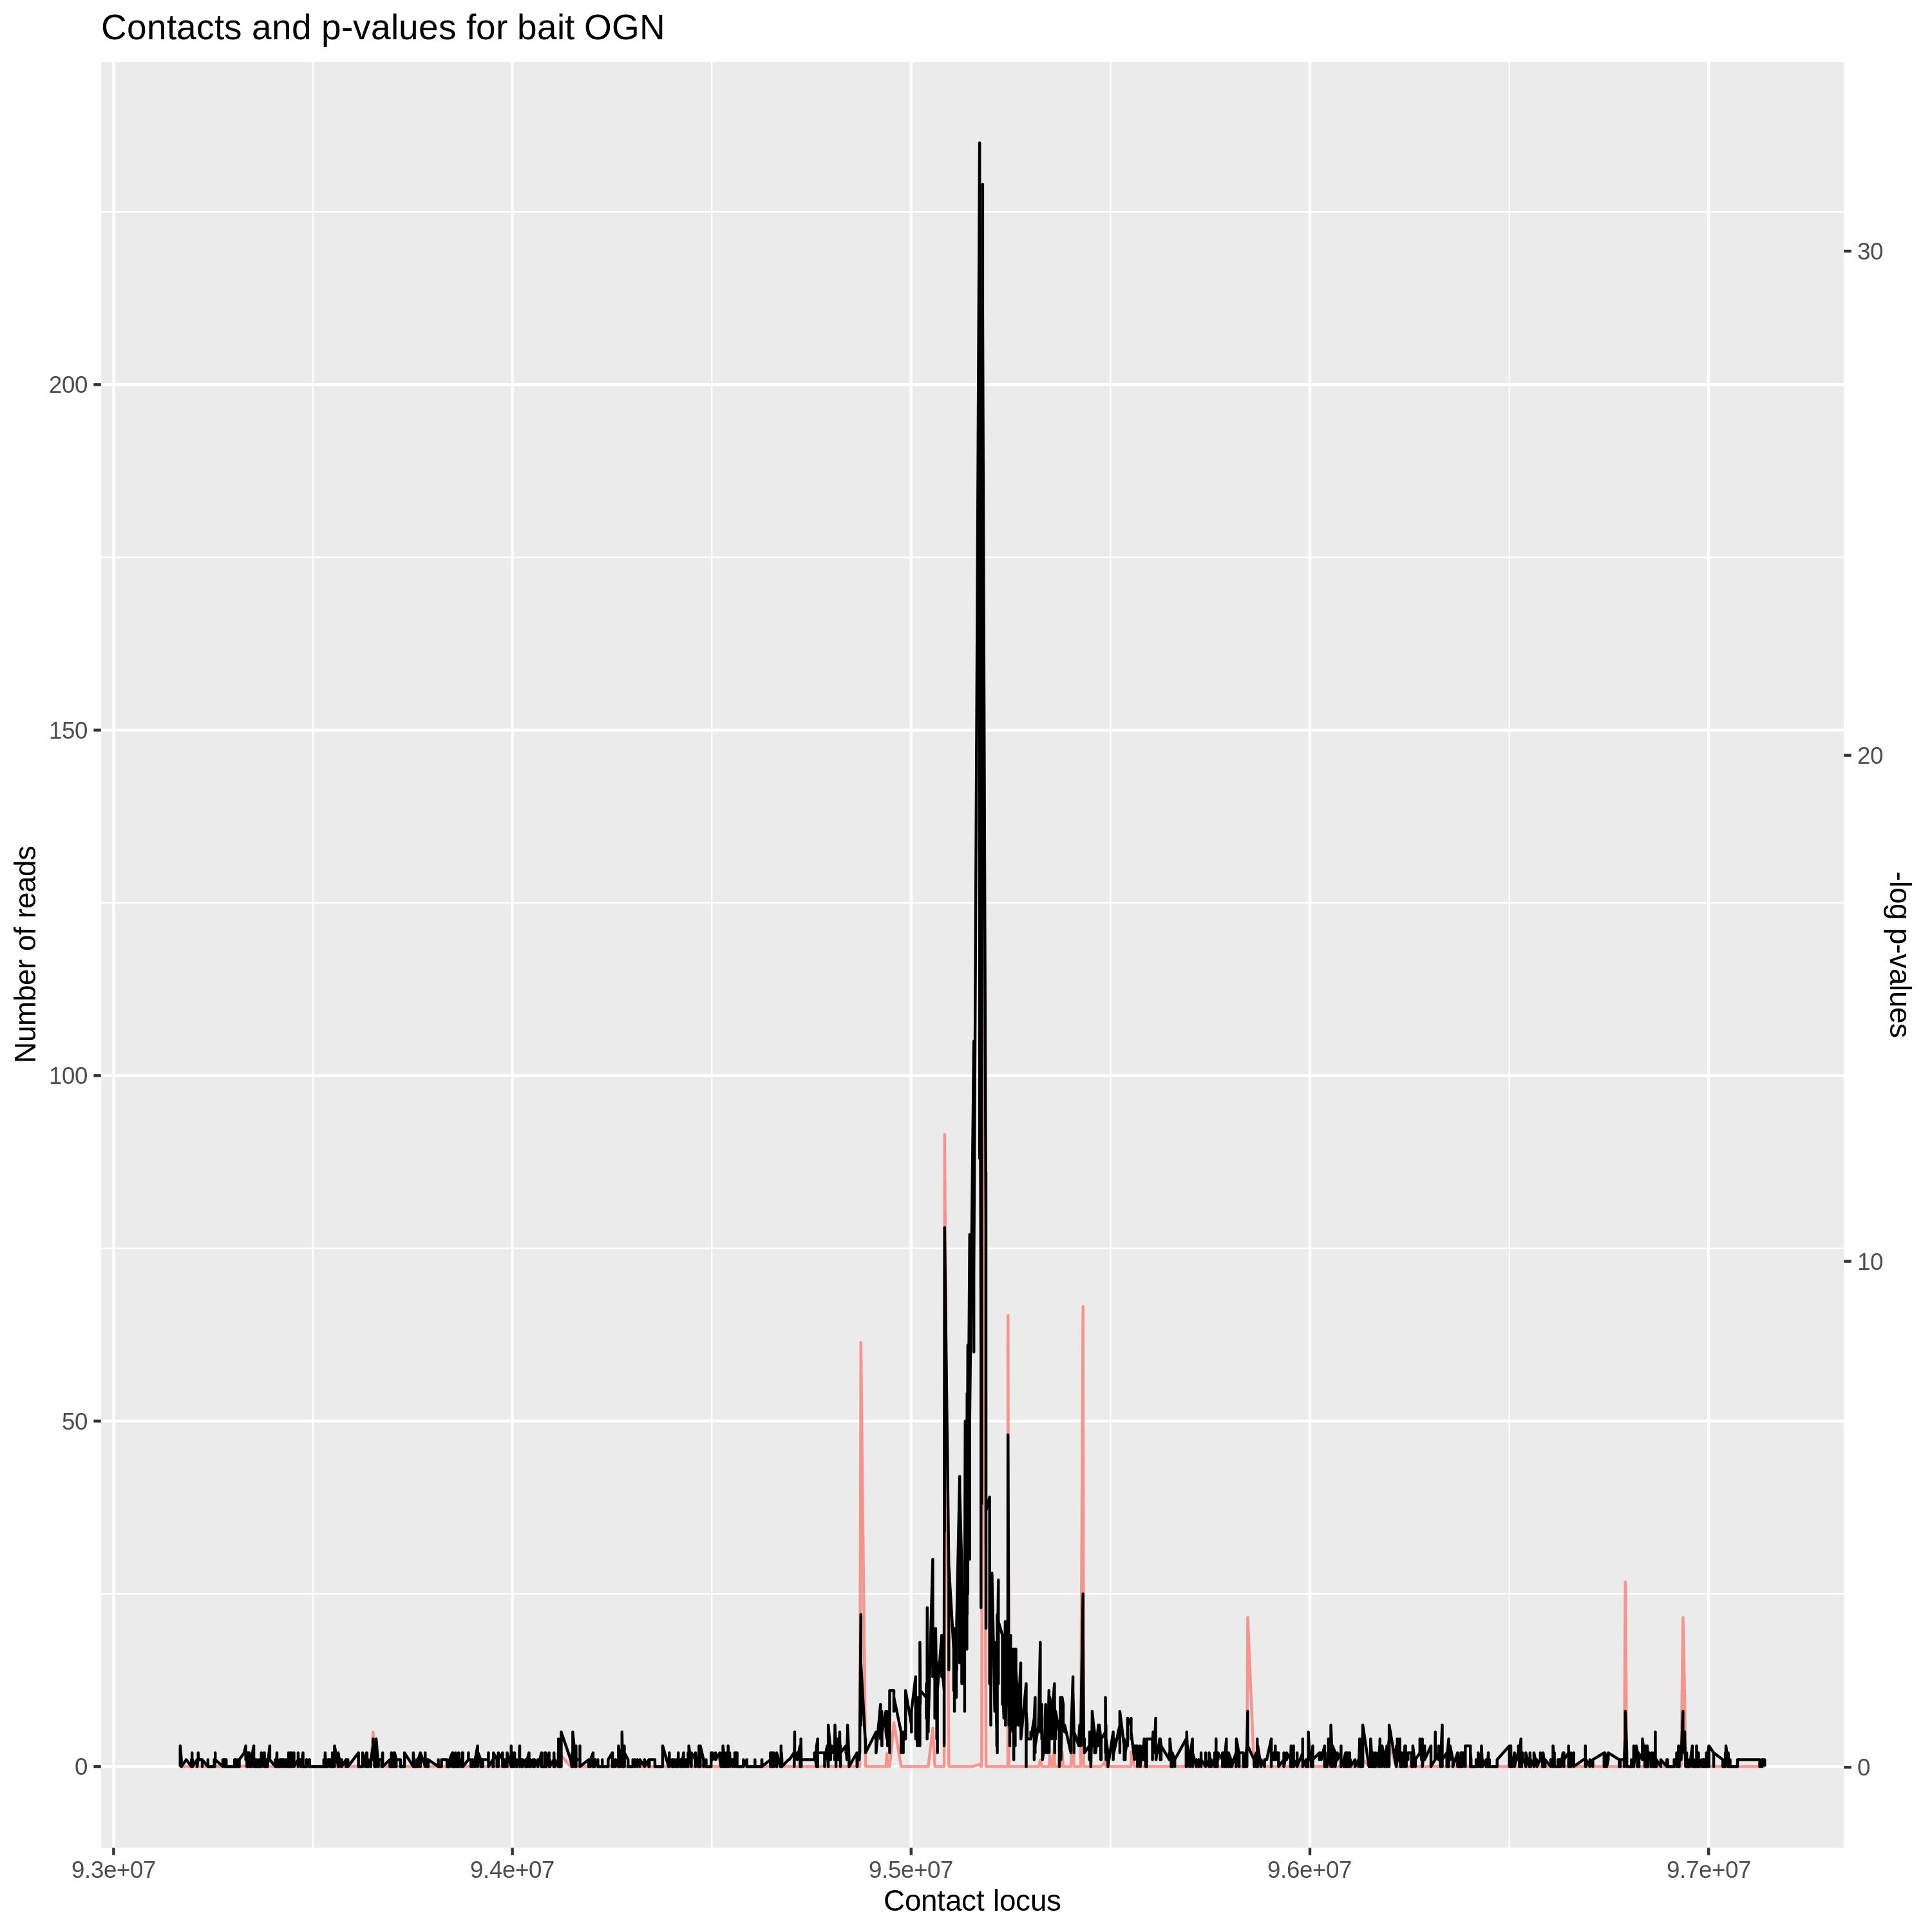 Contacts and p-values for bait OGN
Number of reads
200
150
100
50
0
30
20
10
0
-log p-values
9.3e+07
9.4e+07
9.5e+07
9.6e+07
9.7e+07
Contact locus